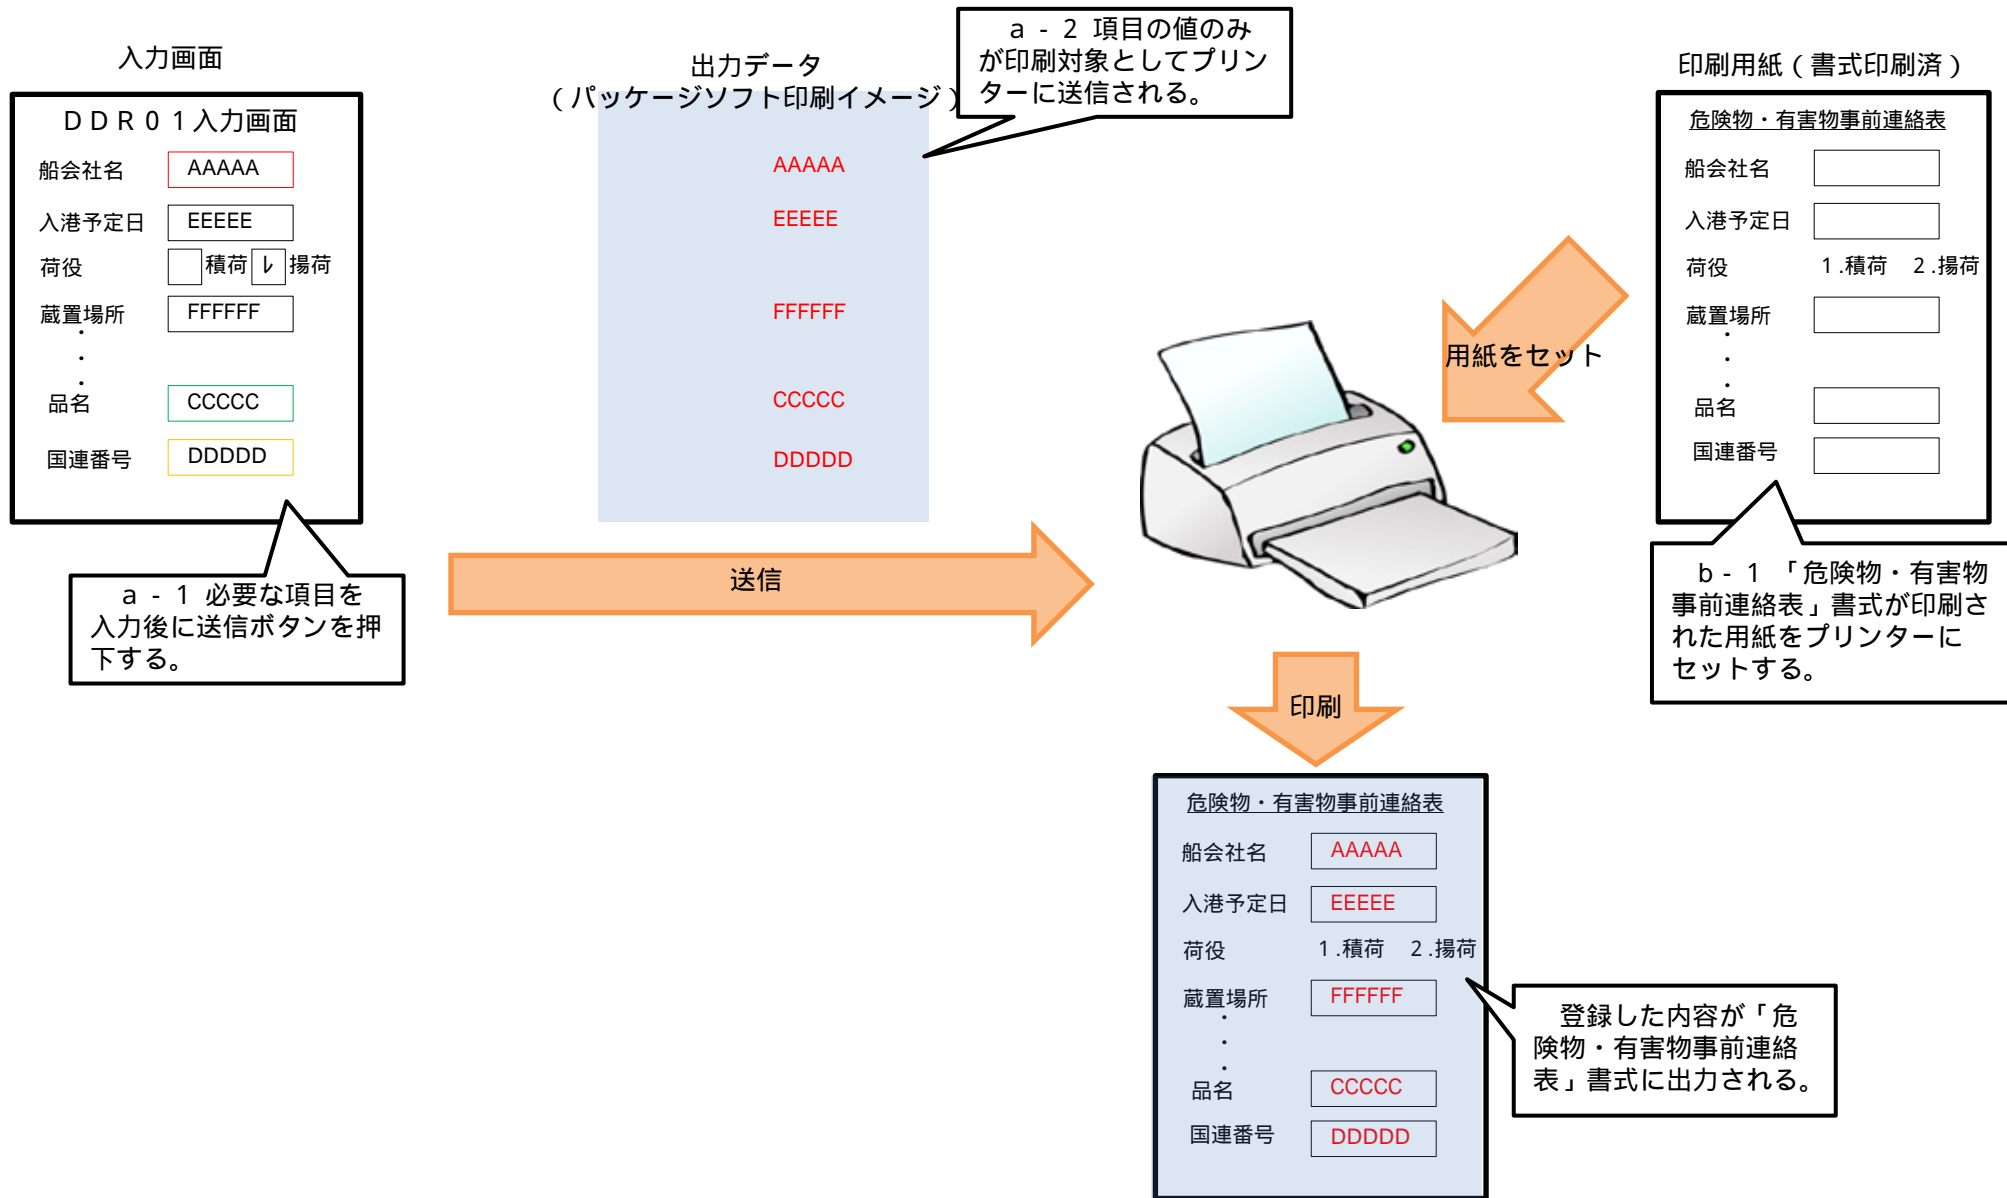 入力画面
DDR01入力画面
船会社名 AAAAA
入港予定日 EEEEE
荷役 積荷 レ 揚荷
蔵置場所 FFFFFF
・
・
・
品名 CCCCC
国連番号 DDDDD
a-1 必要な項目を
入力後に送信ボタンを押
下する。
出力データ
(パッケージソフト印刷イメージ)
AAAAA
EEEEE
FFFFFF
CCCCC
DDDDD
a-2 項目の値のみ
が印刷対象としてプリン
ターに送信される。
送信
印刷用紙(書式印刷済)
危険物・有害物事前連絡表
船会社名
入港予定日
荷役 1.積荷 2.揚荷
蔵置場所
・
・
・
品名
国連番号
b-1 「危険物・有害物
事前連絡表」書式が印刷さ
れた用紙をプリンターに
セットする。
用紙をセット
印刷
危険物・有害物事前連絡表
船会社名 AAAAA
入港予定日 EEEEE
荷役 1.積荷 2.揚荷
蔵置場所 FFFFFF
・
・
・
品名 CCCCC
国連番号 DDDDD
登録した内容が「危
険物・有害物事前連絡
表」書式に出力される。